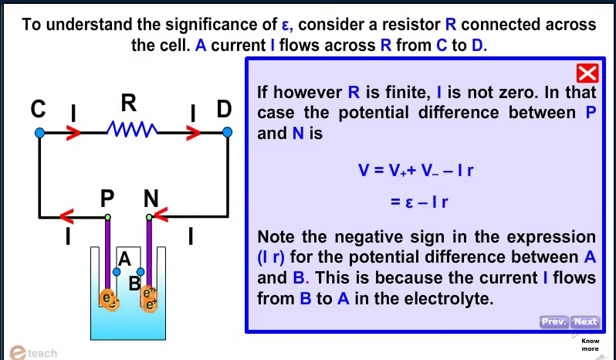 To understand the significance of ε, consider a resistor R connected across
the cell. A current I flows across R from C to D.
C I R I D
P N
I I
A
B
e⁻ e⁻ e⁺ e⁺
If however R is finite, I is not zero. In that
case the potential difference between P
and N is
V = V₊+ V₋ – I r
= ε – I r
Note the negative sign in the expression
(I r) for the potential difference between A
and B. This is because the current I flows
from B to A in the electrolyte.
Prev. Next
Know
more
e teach